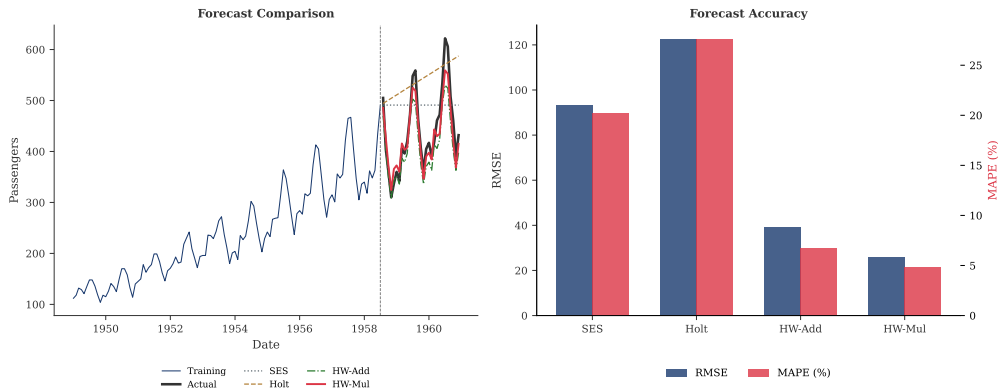 Forecast Comparison
Passengers
600
500
400
300
200
100
1950
1952
1954
1956
1958
1960
Date
Training
Actual
SES
Holt
HW-Add
HW-Mul
Forecast Accuracy
RMSE
120
100
80
60
40
20
0
SES
Holt
HW-Add
HW-Mul
25
20
15
10
5
0
MAPE (%)
RMSE
MAPE (%)